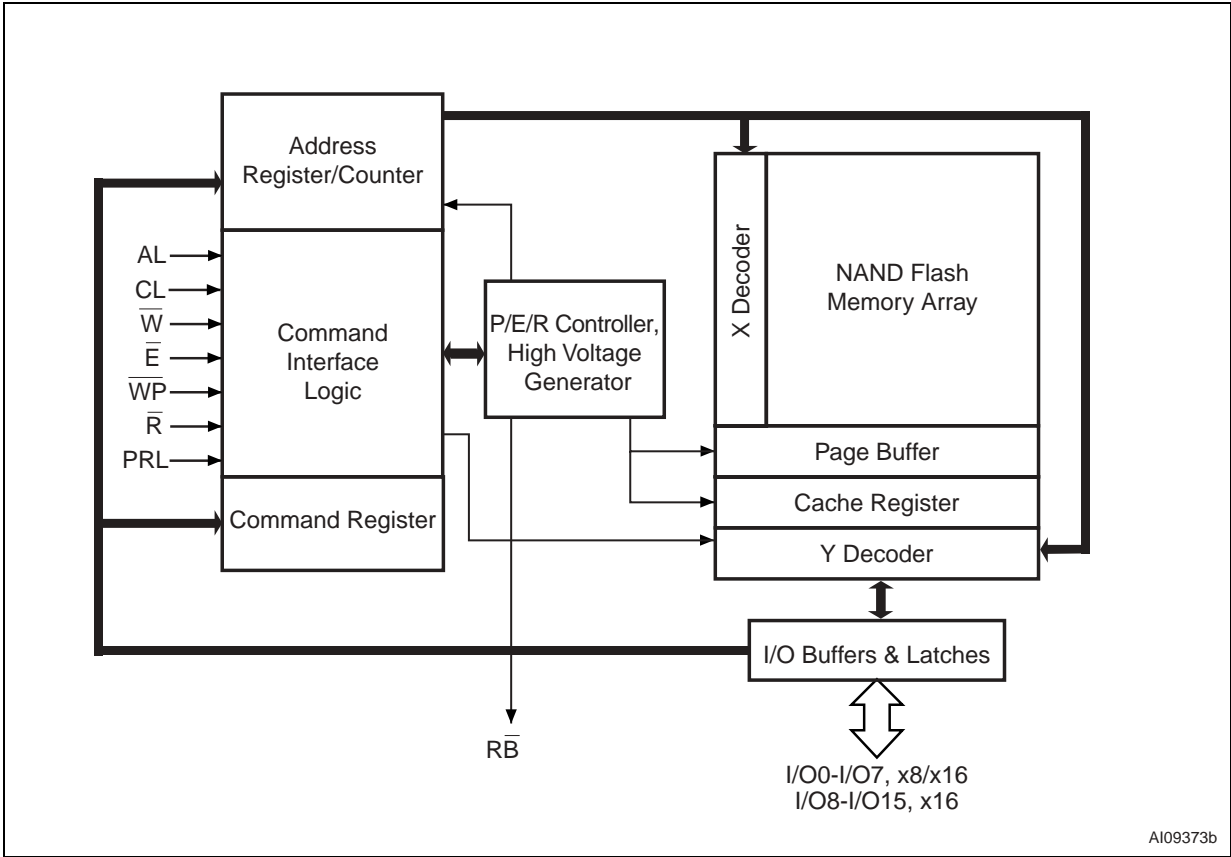 Address
Register/Counter
AL
CL
W̅
E̅
W̅P̅
R̅
PRL
Command
Interface
Logic
Command Register
P/E/R Controller,
High Voltage
Generator
RB̅
X Decoder
NAND Flash
Memory Array
Page Buffer
Cache Register
Y Decoder
I/O Buffers & Latches
I/O0-I/O7, x8/x16
I/O8-I/O15, x16
AI09373b